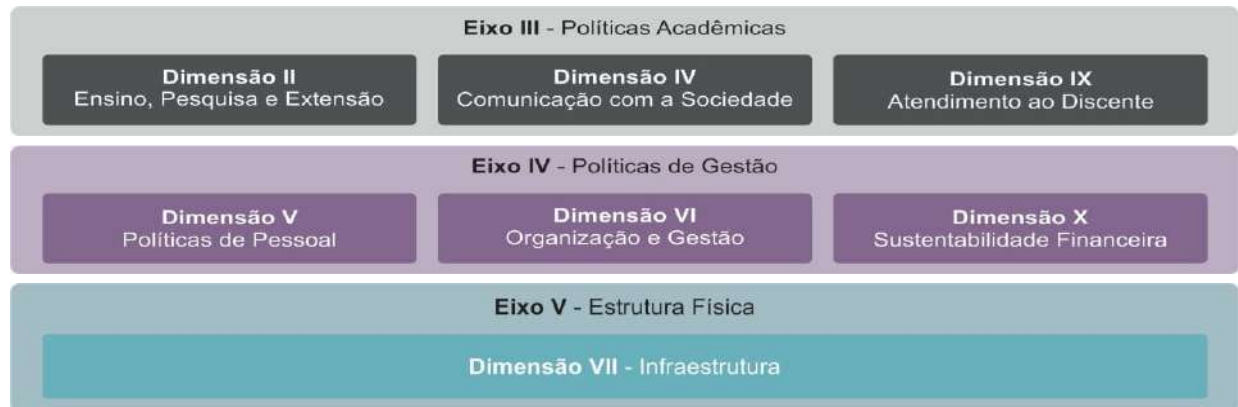 Eixo III - Políticas Acadêmicas
Dimensão II
Ensino, Pesquisa e Extensão
Dimensão IV
Comunicação com a Sociedade
Dimensão IX
Atendimento ao Discente
Eixo IV - Políticas de Gestão
Dimensão V
Políticas de Pessoal
Dimensão VI
Organização e Gestão
Dimensão X
Sustentabilidade Financeira
Eixo V - Estrutura Física
Dimensão VII - Infraestrutura